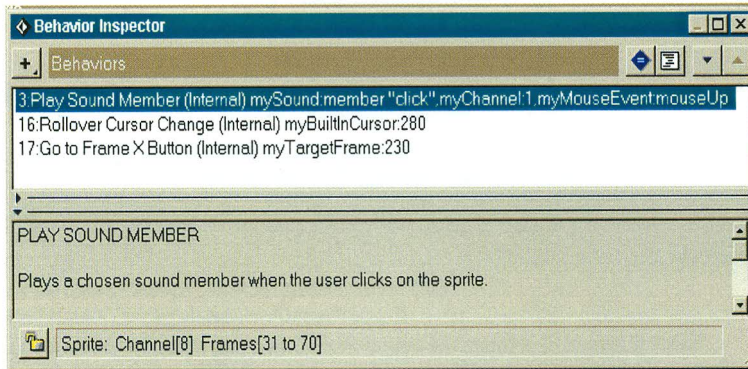 Behavior Inspector
Behaviors
3:Play Sound Member (Internal) mySound:member "click",myChannel:1,myMouseEvent:mouseUp
16:Rollover Cursor Change (Internal) myBuiltInCursor:280
17:Go to Frame X Button (Internal) myTargetFrame:230
PLAY SOUND MEMBER
Plays a chosen sound member when the user clicks on the sprite.
Sprite: Channel[8] Frames[31 to 70]